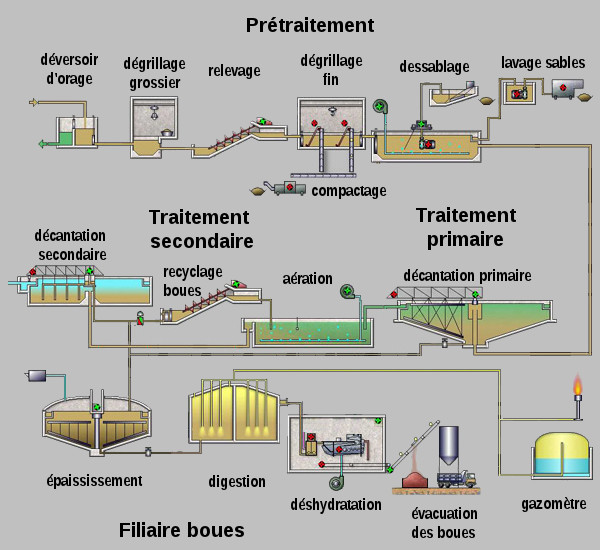 Prétraitement
déversoir
d'orage
dégrillage
grossier
relevage
dégrillage
fin
dessablage
lavage sables
compactage
Traitement
secondaire
Traitement
primaire
décantation
secondaire
recyclage
boues
aération
décantation primaire
épaississement
digestion
déshydratation
évacuation
des boues
gazomètre
Filiaire boues